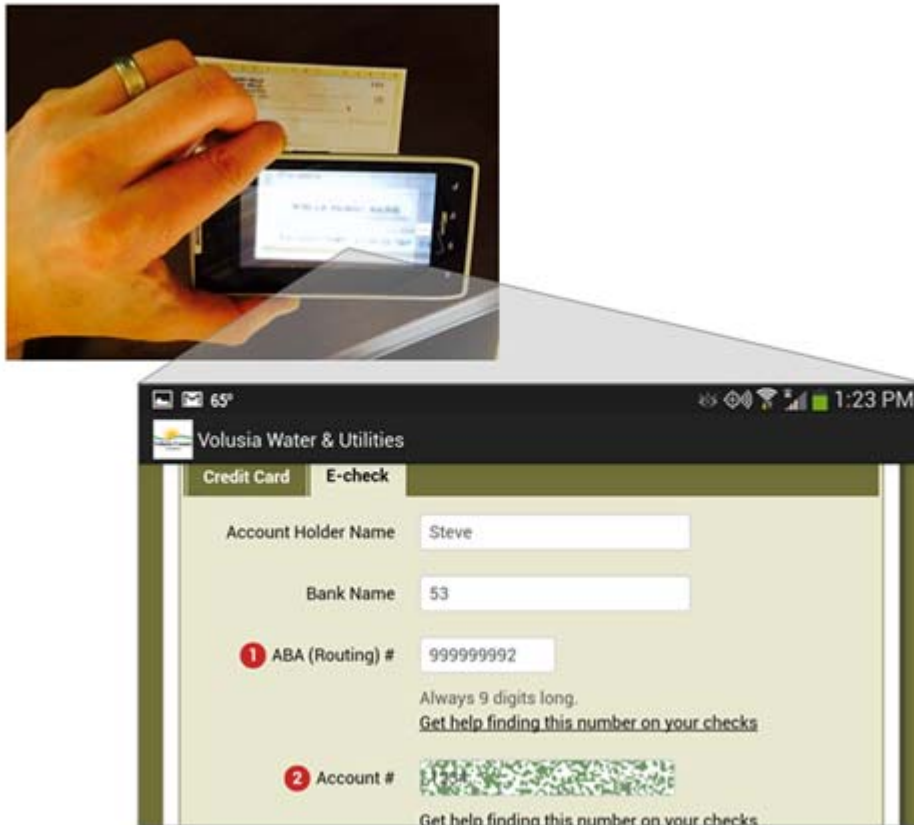 65° 1:23 PM
Volusia Water & Utilities
Credit Card E-check
Account Holder Name Steve
Bank Name 53
1 ABA (Routing) # 999999992
Always 9 digits long.
Get help finding this number on your checks
2 Account # 1234
Get help finding this number on your checks